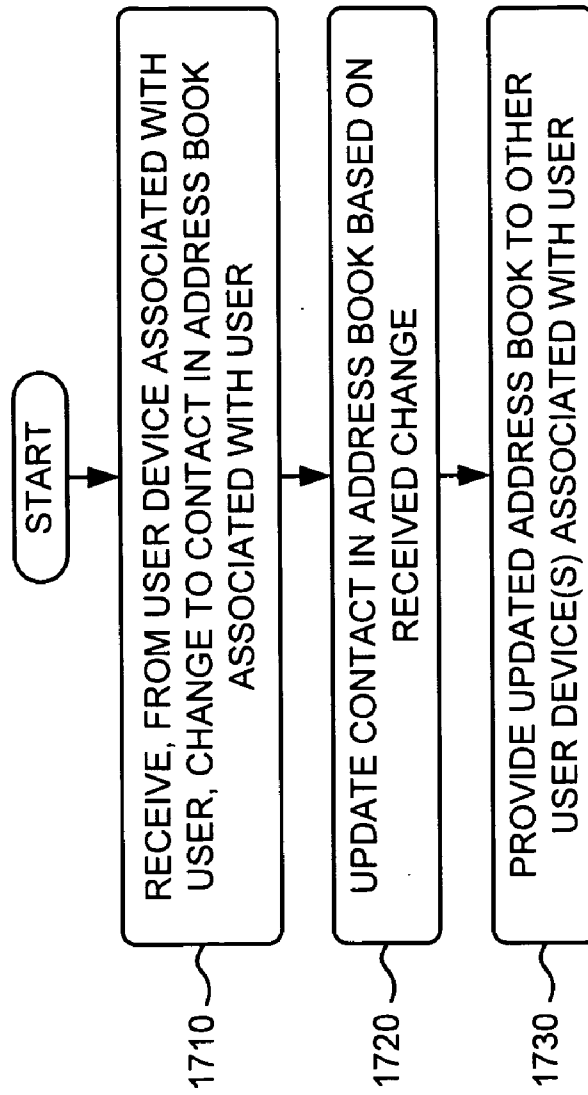 START
RECEIVE, FROM USER DEVICE ASSOCIATED WITH
USER, CHANGE TO CONTACT IN ADDRESS BOOK
ASSOCIATED WITH USER
1710
UPDATE CONTACT IN ADDRESS BOOK BASED ON
RECEIVED CHANGE
1720
PROVIDE UPDATED ADDRESS BOOK TO OTHER
USER DEVICE(S) ASSOCIATED WITH USER
1730